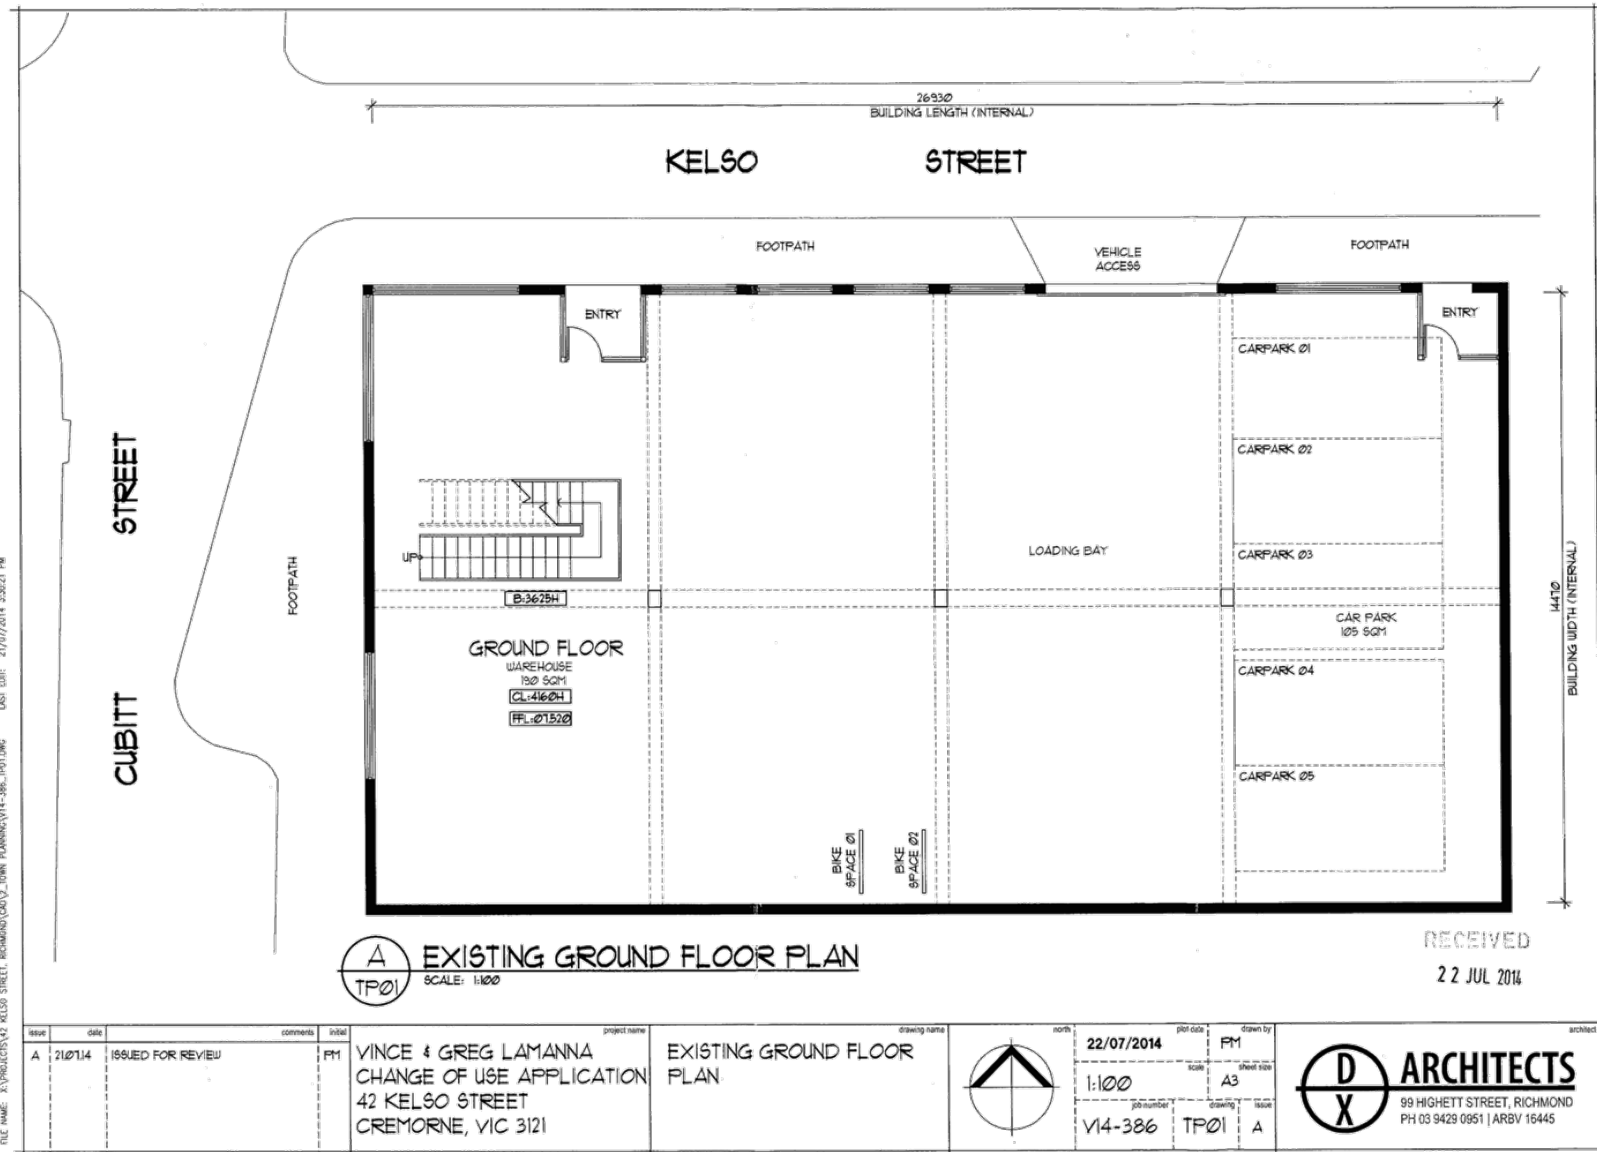 26930
BUILDING LENGTH (INTERNAL)
KELSO STREET
FOOTPATH
VEHICLE
ACCESS
FOOTPATH
ENTRY
ENTRY
CARPARK 01
CARPARK 02
CARPARK 03
CAR PARK
105 SQM
CARPARK 04
CARPARK 05
LOADING BAY
UP
B:3625H
GROUND FLOOR
WAREHOUSE
190 SQM
CL:4160H
FFL:07.520
BIKE
SPACE 01
BIKE
SPACE 02
CUBITT STREET
FOOTPATH
14470
BUILDING WIDTH (INTERNAL)
A
TP01
EXISTING GROUND FLOOR PLAN
SCALE: 1:100
RECEIVED
22 JUL 2014
issue date comments initial
A 21.07.14 ISSUED FOR REVIEW PM
project name
VINCE & GREG LAMANNA
CHANGE OF USE APPLICATION
42 KELSO STREET
CREMORNE, VIC 3121
drawing name
EXISTING GROUND FLOOR
PLAN
north
plot date
22/07/2014
drawn by
PM
scale
1:100
sheet size
A3
job number
V14-386
drawing
TP01
issue
A
architect
D
X
ARCHITECTS
99 HIGHETT STREET, RICHMOND
PH 03 9429 0951 | ARBV 16445